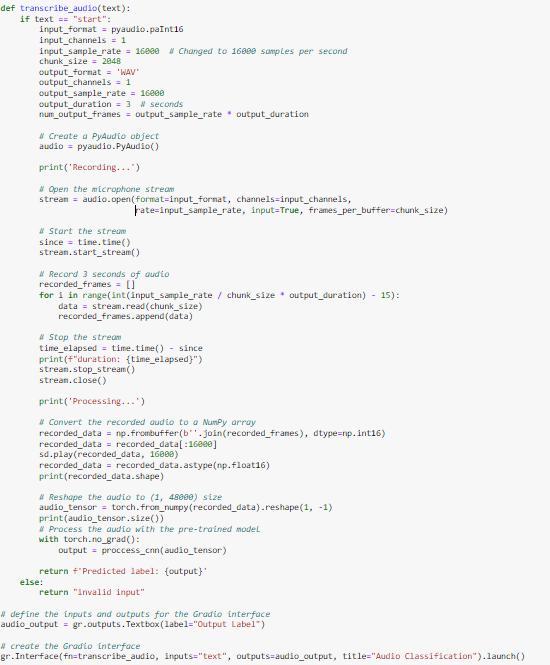 def transcribe_audio(text):
    if text == "start":
        input_format = pyaudio.paInt16
        input_channels = 1
        input_sample_rate = 16000  # Changed to 16000 samples per second
        chunk_size = 2048
        output_format = 'WAV'
        output_channels = 1
        output_sample_rate = 16000
        output_duration = 3  # seconds
        num_output_frames = output_sample_rate * output_duration

        # Create a PyAudio object
        audio = pyaudio.PyAudio()

        print('Recording...')

        # Open the microphone stream
        stream = audio.open(format=input_format, channels=input_channels,
                            rate=input_sample_rate, input=True, frames_per_buffer=chunk_size)

        # Start the stream
        since = time.time()
        stream.start_stream()

        # Record 3 seconds of audio
        recorded_frames = []
        for i in range(int(input_sample_rate / chunk_size * output_duration) - 15):
            data = stream.read(chunk_size)
            recorded_frames.append(data)

        # Stop the stream
        time_elapsed = time.time() - since
        print(f"duration: {time_elapsed}")
        stream.stop_stream()
        stream.close()

        print('Processing...')

        # Convert the recorded audio to a NumPy array
        recorded_data = np.frombuffer(b''.join(recorded_frames), dtype=np.int16)
        recorded_data = recorded_data[:16000]
        sd.play(recorded_data, 16000)
        recorded_data = recorded_data.astype(np.float16)
        print(recorded_data.shape)

        # Reshape the audio to (1, 48000) size
        audio_tensor = torch.from_numpy(recorded_data).reshape(1, -1)
        print(audio_tensor.size())
        # Process the audio with the pre-trained model
        with torch.no_grad():
            output = proccess_cnn(audio_tensor)

        return f'Predicted label: {output}'
    else:
        return "invalid input"

# define the inputs and outputs for the Gradio interface
audio_output = gr.outputs.Textbox(label="Output Label")

# create the Gradio interface
gr.Interface(fn=transcribe_audio, inputs="text", outputs=audio_output, title="Audio Classification").launch()